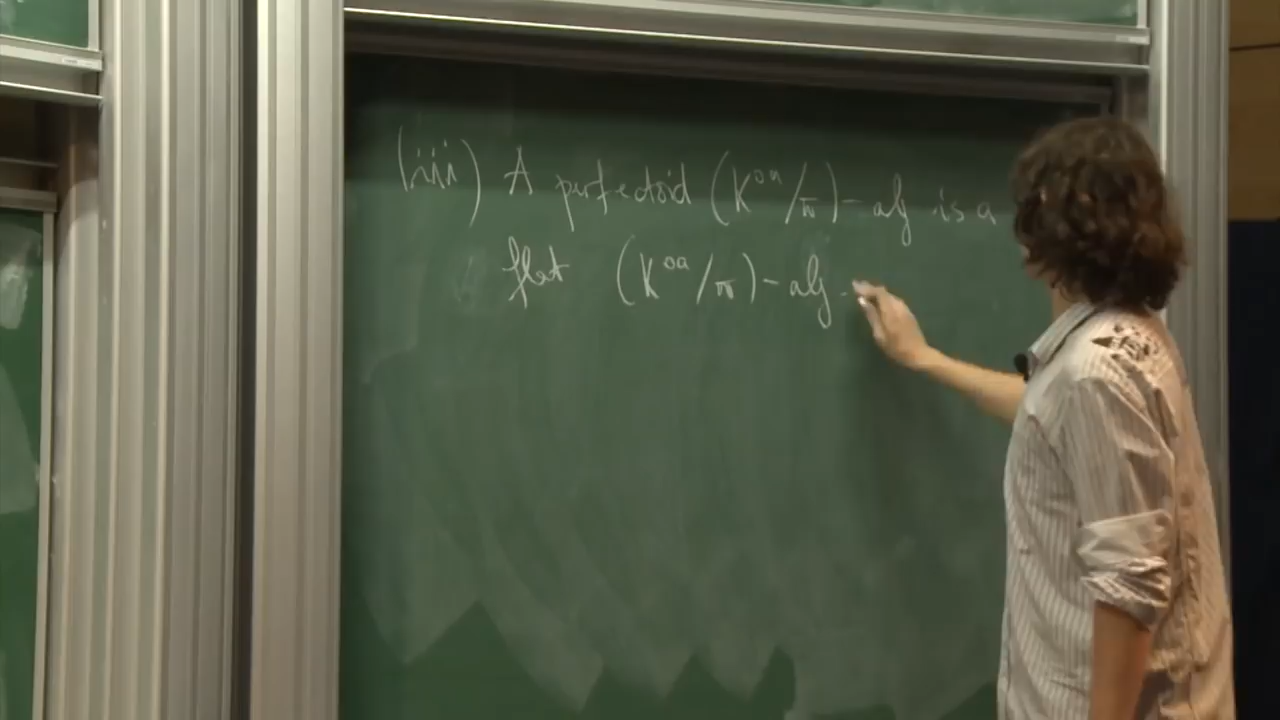 (iii) A perfectoid (K^{oa}/π)-alg is a
flat (K^{oa}/π)-alg.